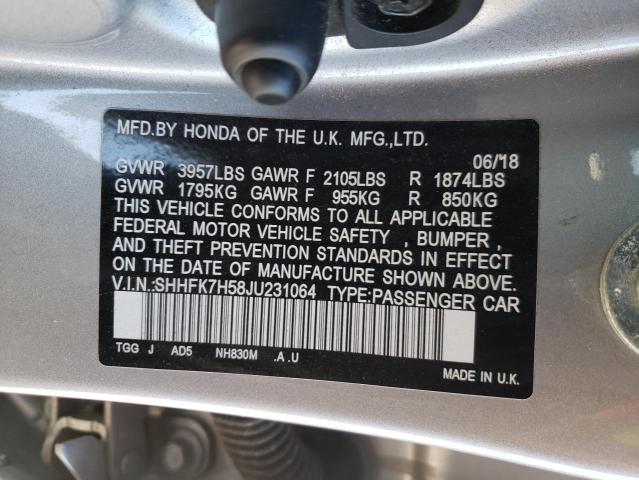 MFD.BY HONDA OF THE U.K. MFG.,LTD.
06/18
GVWR 3957LBS GAWR F 2105LBS R 1874LBS
GVWR 1795KG GAWR F 955KG R 850KG
THIS VEHICLE CONFORMS TO ALL APPLICABLE
FEDERAL MOTOR VEHICLE SAFETY , BUMPER ,
AND THEFT PREVENTION STANDARDS IN EFFECT
ON THE DATE OF MANUFACTURE SHOWN ABOVE.
V.I.N.:SHHFK7H58JU231064 TYPE:PASSENGER CAR
TGG J AD5 NH830M .A.U
MADE IN U.K.